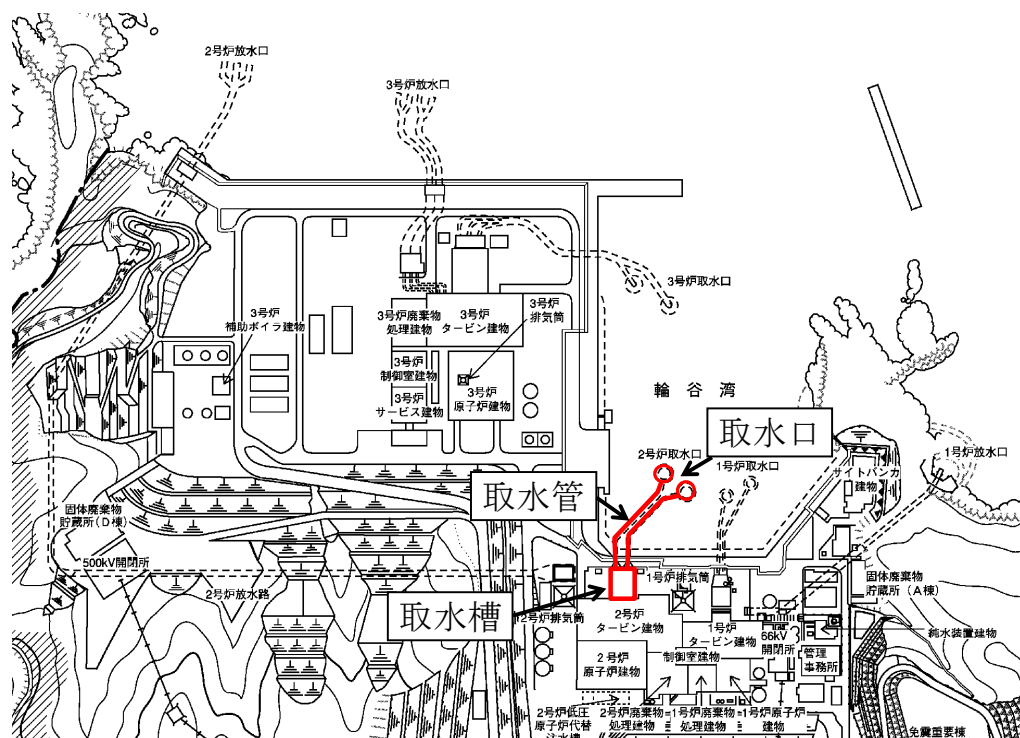 2号炉放水口
3号炉放水口
3号炉取水口
3号炉
補助ボイラ建物
3号炉廃棄物
処理建物
3号炉
タービン建物
3号炉
排気筒
3号炉
制御室建物
3号炉
サービス建物
3号炉
原子炉建物
輪谷湾
取水口
2号炉取水口
1号炉取水口
サイトバンカ
建物
1号炉放水口
取水管
固体廃棄物
貯蔵所(D棟)
500kV開閉所
2号炉放水路
取水槽
2号炉排気筒
1号炉排気筒
2号炉
タービン建物
1号炉
タービン建物
66kV
開閉所
管理
事務所
固体廃棄物
貯蔵所(A棟)
純水装置建物
2号炉
原子炉建物
制御室建物
2号炉低圧
原子炉代替
注水槽
2号炉廃棄物
処理建物
1号炉廃棄物
処理建物
1号炉原子炉
建物
免震重要棟